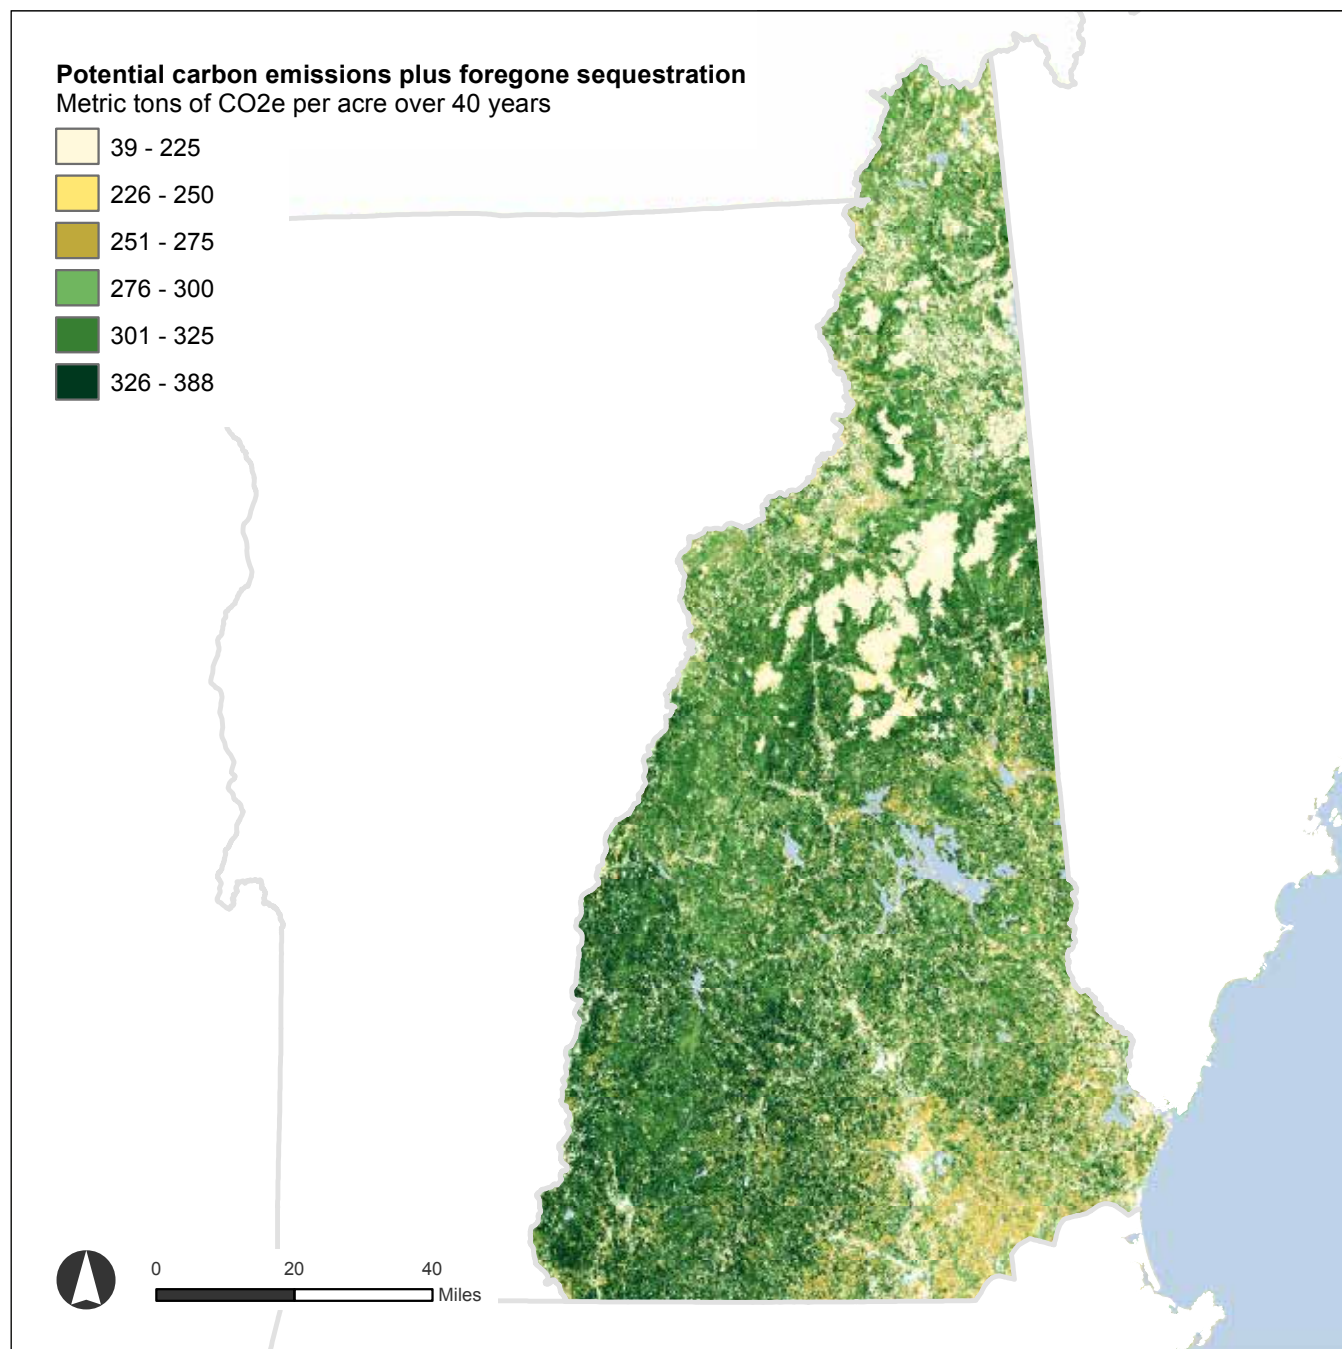 Potential carbon emissions plus foregone sequestration
Metric tons of CO2e per acre over 40 years
39 - 225
226 - 250
251 - 275
276 - 300
301 - 325
326 - 388
0 20 40
Miles